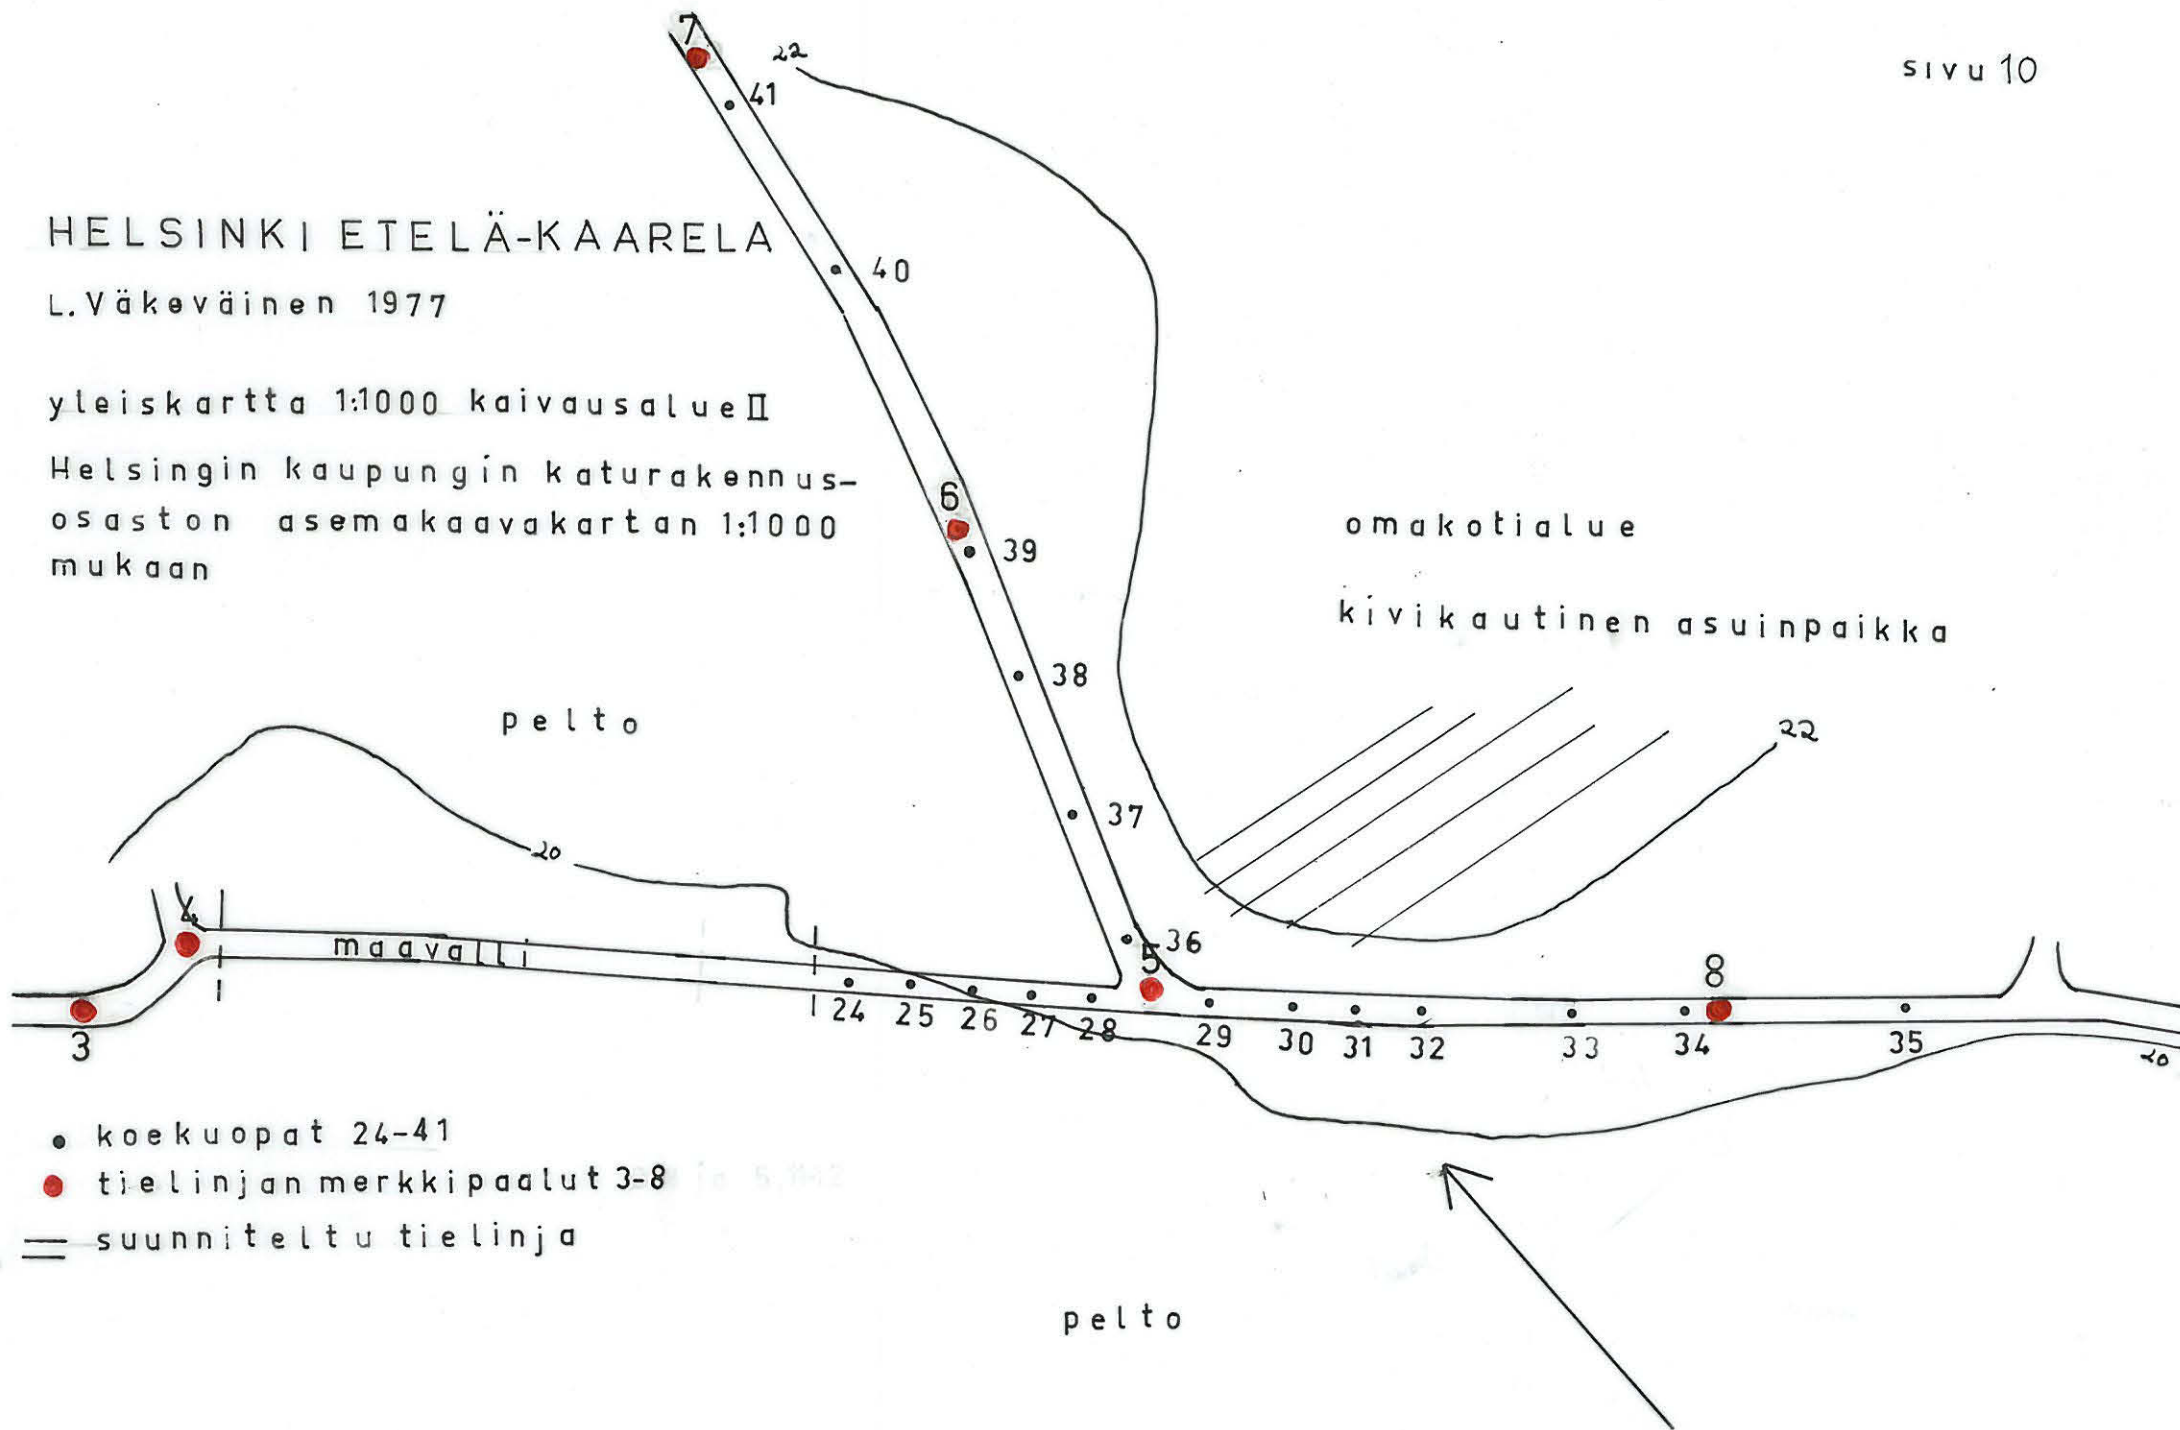 sivu 10
7
22
41
HELSINKI ETELÄ-KAARELA
40
L. Väkeväinen 1977
yleiskartta 1:1000 kaivausalue II
Helsingin kaupungin katurakennus-
osaston asemakaavakartan 1:1000
mukaan
6
39
omakotialue
kivikautinen asuinpaikka
38
pelto
22
37
20
4
maavalli
36
5
8
24 25 26 27 28 29 30 31 32 33 34 35
3
20
koekuopat 24-41
tielinjan merkkipaalut 3-8
suunniteltu tielinja
pelto